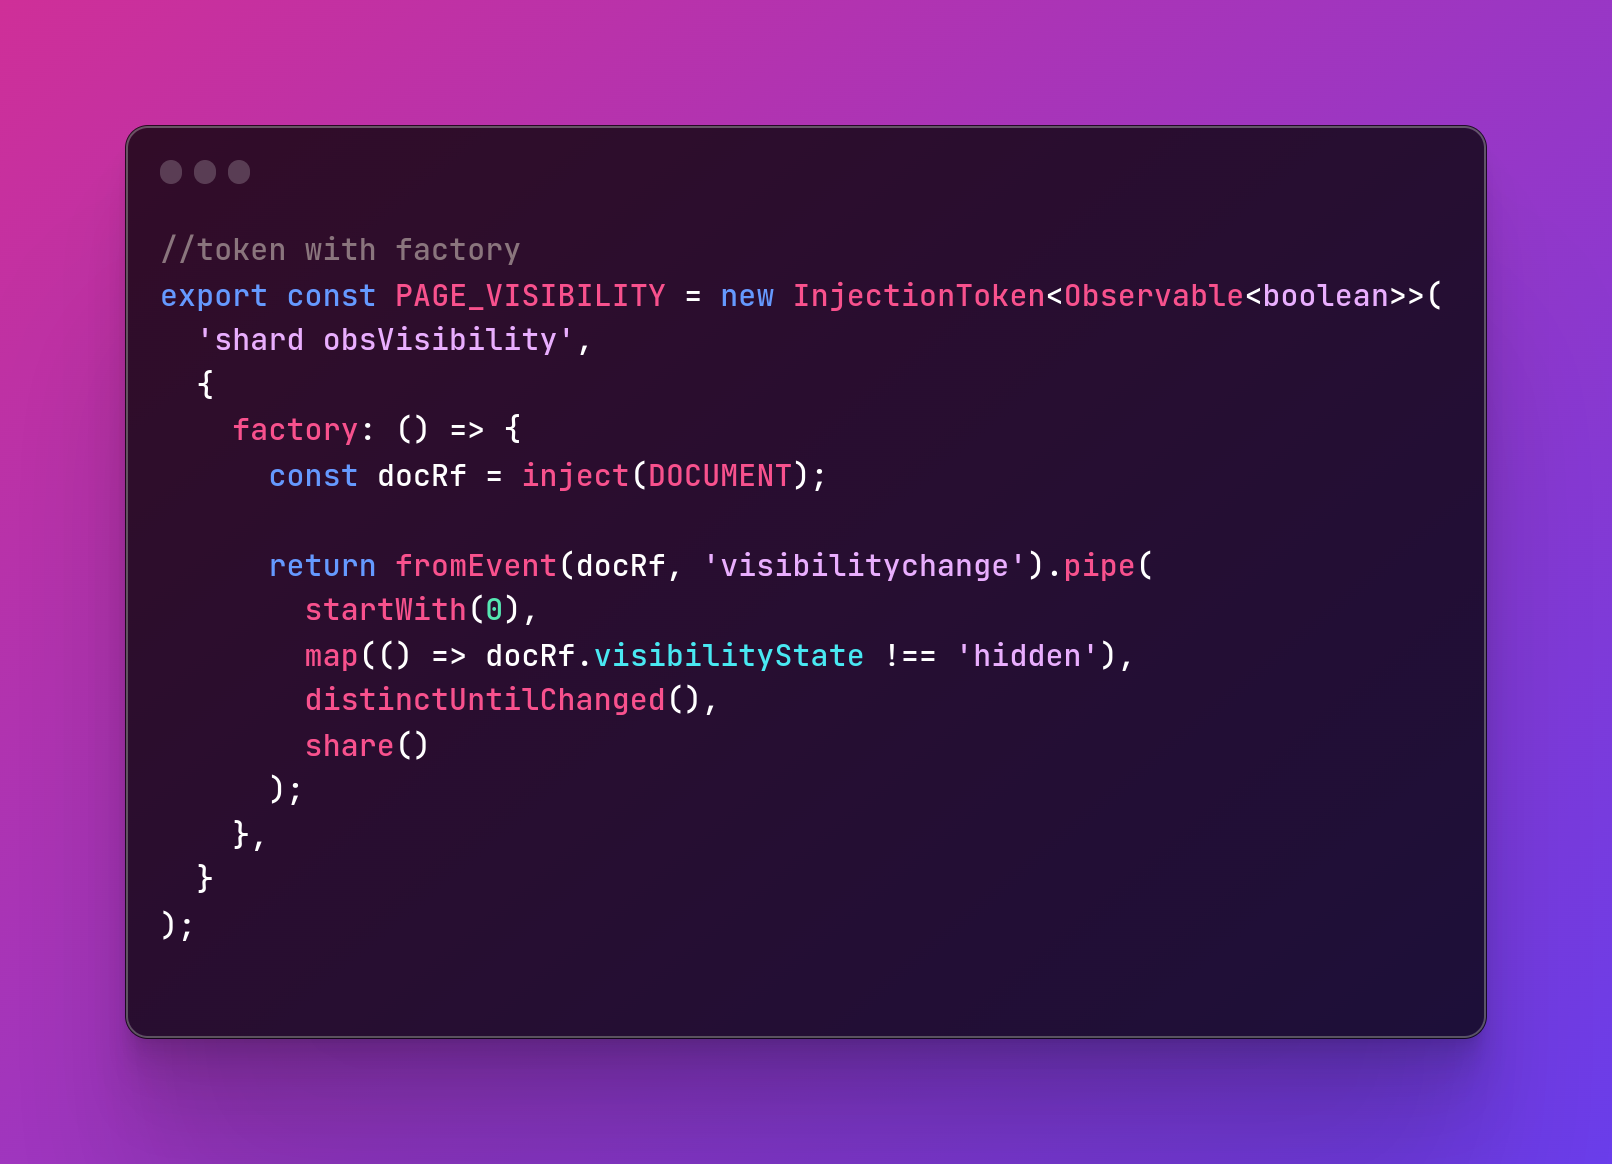 //token with factory
export const PAGE_VISIBILITY = new InjectionToken<Observable<boolean>>(
  'shard obsVisibility',
  {
    factory: () => {
      const docRf = inject(DOCUMENT);

      return fromEvent(docRf, 'visibilitychange').pipe(
        startWith(0),
        map(() => docRf.visibilityState !== 'hidden'),
        distinctUntilChanged(),
        share()
      );
    },
  }
);